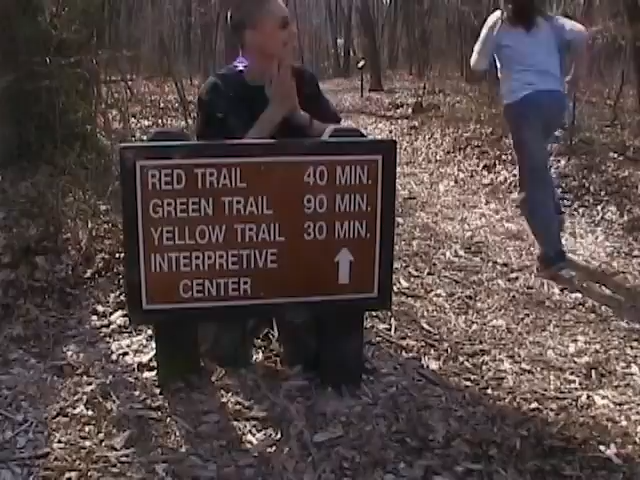 RED TRAIL 40 MIN.
GREEN TRAIL 90 MIN.
YELLOW TRAIL 30 MIN.
INTERPRETIVE
CENTER